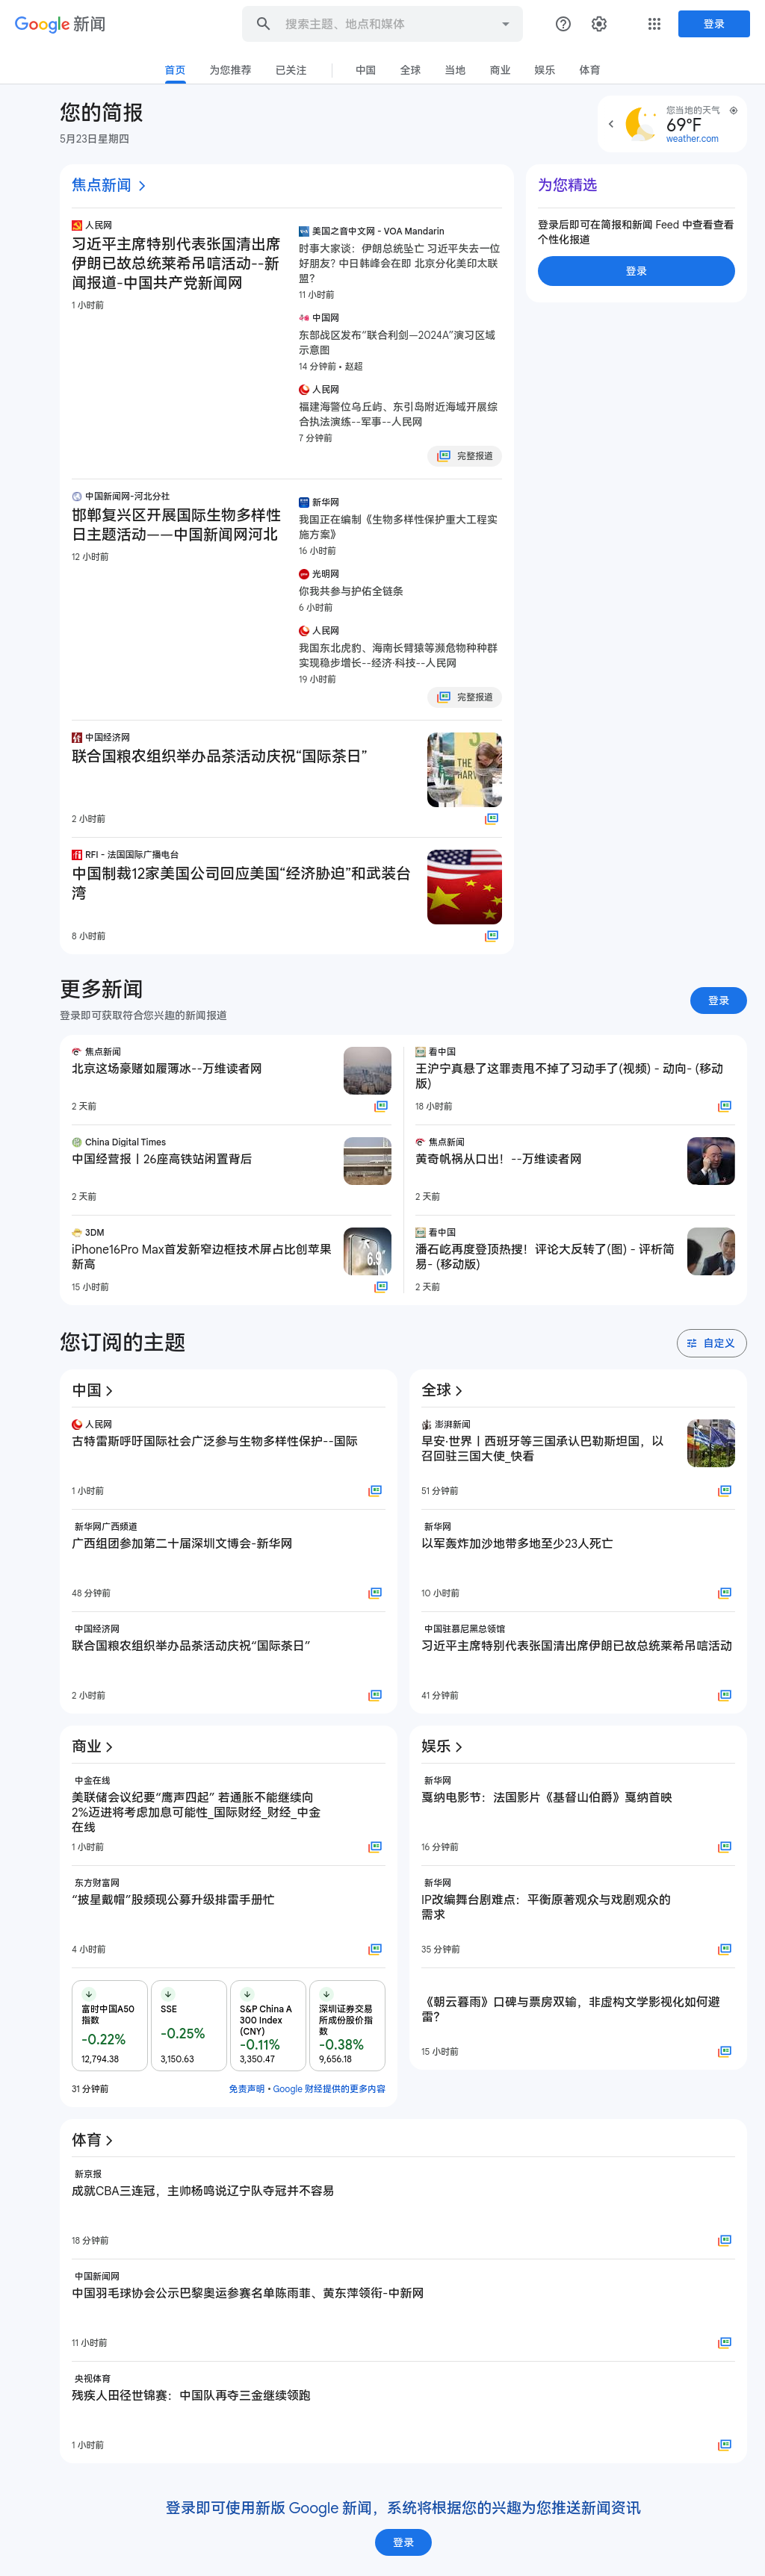 Google 新闻
搜索主题、地点和媒体
登录
首页
为您推荐
已关注
中国
全球
当地
商业
娱乐
体育
您的简报
5月23日星期四
您当地的天气
69°F
weather.com
焦点新闻
人民网
习近平主席特别代表张国清出席
伊朗已故总统莱希吊唁活动--新
闻报道-中国共产党新闻网
1 小时前
美国之音中文网 - VOA Mandarin
时事大家谈：伊朗总统坠亡 习近平失去一位
好朋友? 中日韩峰会在即 北京分化美印太联
盟？
11 小时前
中国网
东部战区发布“联合利剑—2024A”演习区域
示意图
14 分钟前 • 赵超
人民网
福建海警位乌丘屿、东引岛附近海域开展综
合执法演练--军事--人民网
7 分钟前
完整报道
为您精选
登录后即可在简报和新闻 Feed 中查看查看
个性化报道
登录
中国新闻网-河北分社
邯郸复兴区开展国际生物多样性
日主题活动——中国新闻网河北
12 小时前
新华网
我国正在编制《生物多样性保护重大工程实
施方案》
16 小时前
光明网
你我共参与护佑全链条
6 小时前
人民网
我国东北虎豹、海南长臂猿等濒危物种种群
实现稳步增长--经济·科技--人民网
19 小时前
完整报道
中国经济网
联合国粮农组织举办品茶活动庆祝“国际茶日”
THE
HARV
2 小时前
RFI - 法国国际广播电台
中国制裁12家美国公司回应美国“经济胁迫”和武装台
湾
8 小时前
更多新闻
登录即可获取符合您兴趣的新闻报道
登录
焦点新闻
北京这场豪赌如履薄冰--万维读者网
2 天前
看中国
王沪宁真悬了这罪责甩不掉了习动手了(视频) - 动向- (移动
版)
18 小时前
China Digital Times
中国经营报丨26座高铁站闲置背后
2 天前
焦点新闻
黄奇帆祸从口出！--万维读者网
2 天前
3DM
iPhone16Pro Max首发新窄边框技术屏占比创苹果
新高
6.9
15 小时前
看中国
潘石屹再度登顶热搜！评论大反转了(图) - 评析简
易- (移动版)
2 天前
您订阅的主题
自定义
中国
人民网
古特雷斯呼吁国际社会广泛参与生物多样性保护--国际
1 小时前
新华网广西频道
广西组团参加第二十届深圳文博会-新华网
48 分钟前
中国经济网
联合国粮农组织举办品茶活动庆祝“国际茶日”
2 小时前
全球
澎湃新闻
早安·世界丨西班牙等三国承认巴勒斯坦国，以
召回驻三国大使_快看
51 分钟前
新华网
以军轰炸加沙地带多地至少23人死亡
10 小时前
中国驻慕尼黑总领馆
习近平主席特别代表张国清出席伊朗已故总统莱希吊唁活动
41 分钟前
商业
中金在线
美联储会议纪要“鹰声四起” 若通胀不能继续向
2%迈进将考虑加息可能性_国际财经_财经_中金
在线
1 小时前
东方财富网
“披星戴帽”股频现公募升级排雷手册忙
4 小时前
富时中国A50
指数
-0.22%
12,794.38
SSE
-0.25%
3,150.63
S&P China A
300 Index
(CNY)
-0.11%
3,350.47
深圳证券交易
所成份股价指
数
-0.38%
9,656.18
31 分钟前
免责声明 • Google 财经提供的更多内容
娱乐
新华网
戛纳电影节：法国影片《基督山伯爵》戛纳首映
16 分钟前
新华网
IP改编舞台剧难点：平衡原著观众与戏剧观众的
需求
35 分钟前
《朝云暮雨》口碑与票房双输，非虚构文学影视化如何避
雷？
15 小时前
体育
新京报
成就CBA三连冠，主帅杨鸣说辽宁队夺冠并不容易
18 分钟前
中国新闻网
中国羽毛球协会公示巴黎奥运参赛名单陈雨菲、黄东萍领衔-中新网
11 小时前
央视体育
残疾人田径世锦赛：中国队再夺三金继续领跑
1 小时前
登录即可使用新版 Google 新闻，系统将根据您的兴趣为您推送新闻资讯
登录